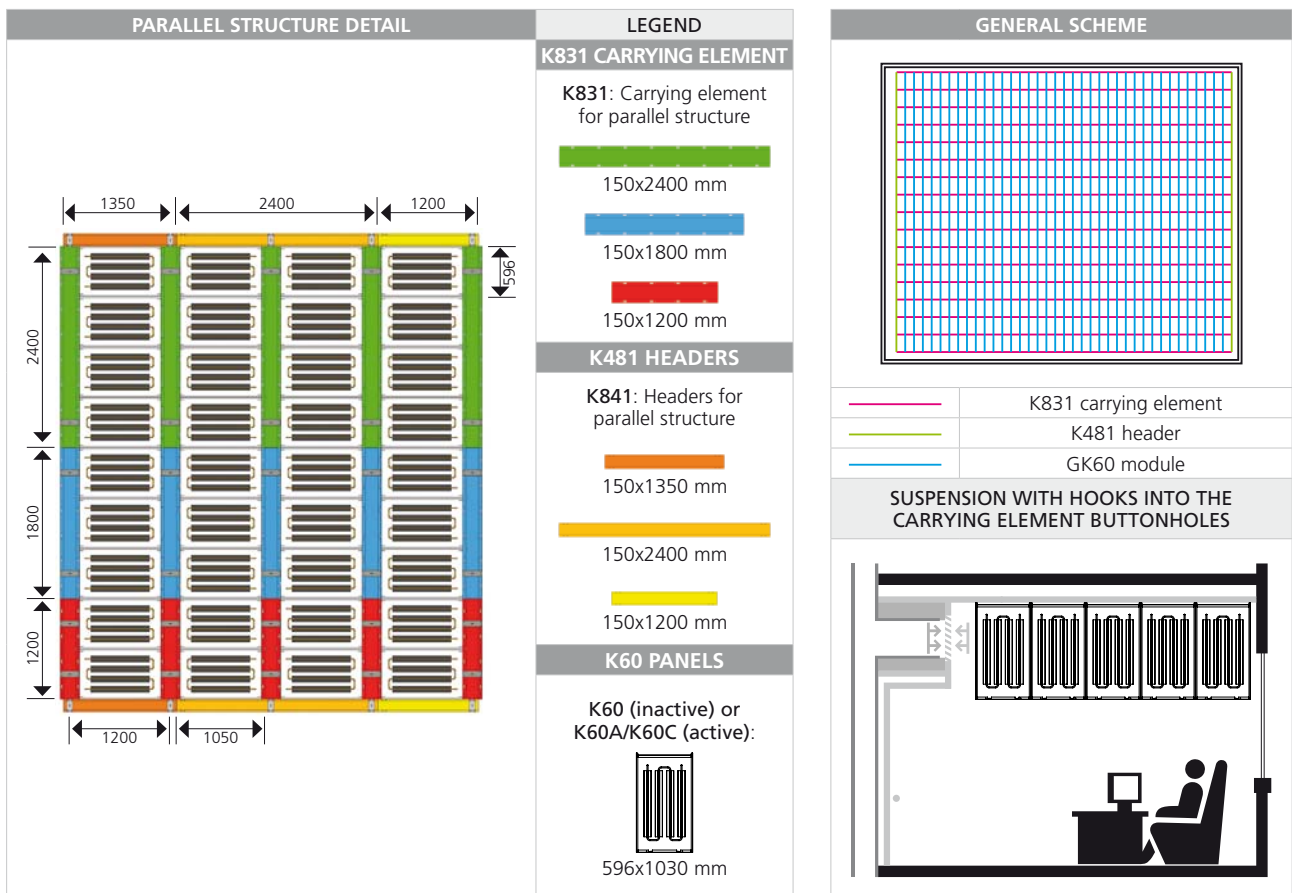 PARALLEL STRUCTURE DETAIL
1350
2400
1200
596
2400
1800
1200
1200
1050
LEGEND
K831 CARRYING ELEMENT
K831: Carrying element
for parallel structure
150x2400 mm
150x1800 mm
150x1200 mm
K481 HEADERS
K841: Headers for
parallel structure
150x1350 mm
150x2400 mm
150x1200 mm
K60 PANELS
K60 (inactive) or
K60A/K60C (active):
596x1030 mm
GENERAL SCHEME
K831 carrying element
K481 header
GK60 module
SUSPENSION WITH HOOKS INTO THE
CARRYING ELEMENT BUTTONHOLES